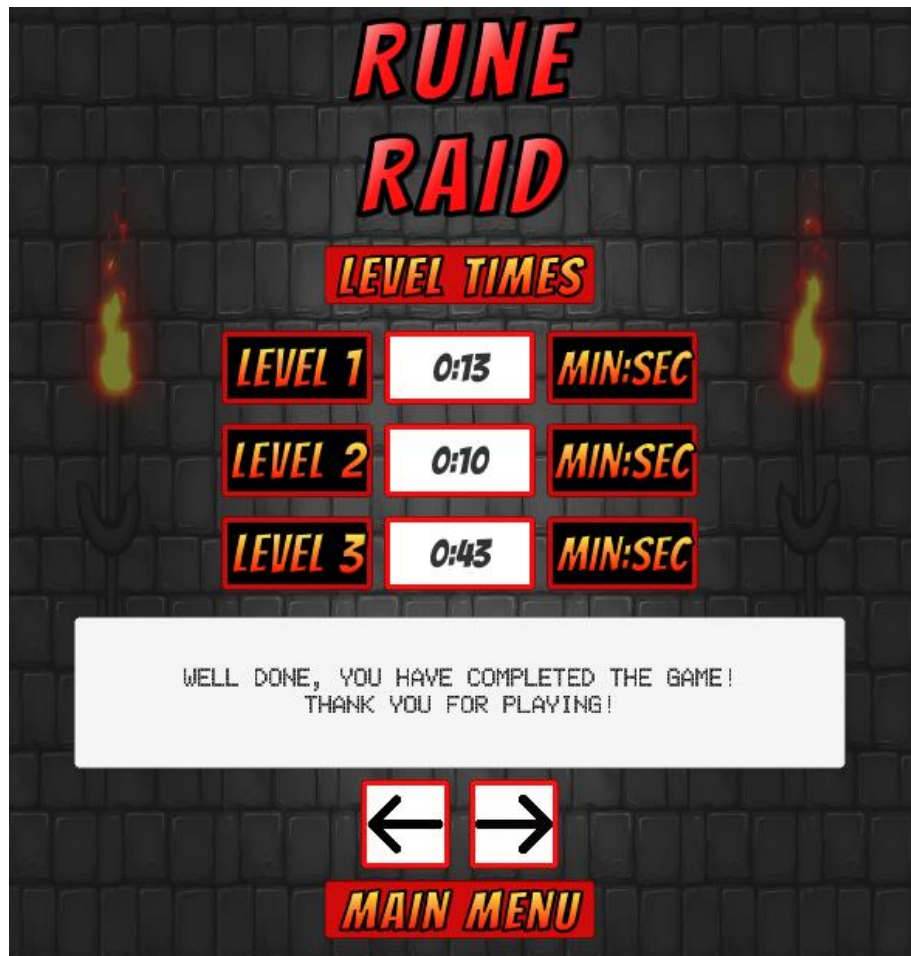 RUNE
RAID
LEVEL TIMES
LEVEL 1 0:13 MIN:SEC
LEVEL 2 0:10 MIN:SEC
LEVEL 3 0:43 MIN:SEC
WELL DONE, YOU HAVE COMPLETED THE GAME!
THANK YOU FOR PLAYING!
MAIN MENU